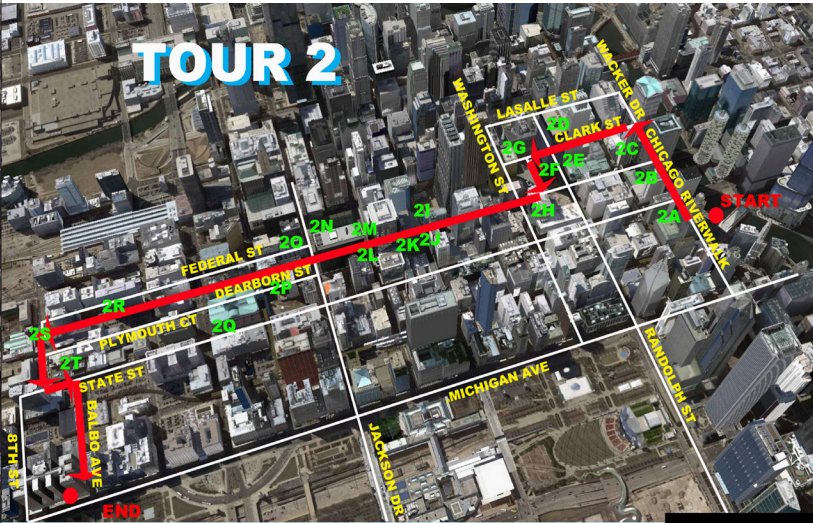 TOUR 2
WACKER DR
LASALLE ST
WASHINGTON ST
2D
CLARK ST
2G
2E
2C
CHICAGO RIVERWALK
2F
2B
START
2H
2A
2I
2N
2M
2O
2K
2J
2L
FEDERAL ST
DEARBORN ST
2P
2R
PLYMOUTH CT
2Q
2S
2T
STATE ST
MICHIGAN AVE
RANDOLPH ST
8TH ST
BALBO AVE
JACKSON DR
END